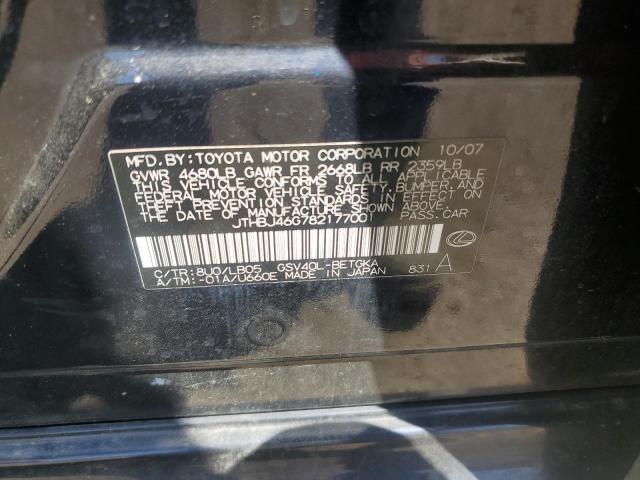 MFD. BY: TOYOTA MOTOR CORPORATION 10/07
GVWR 4680LB GAWR FR 2668LB RR 2359LB
THIS VEHICLE CONFORMS TO ALL APPLICABLE
FEDERAL MOTOR VEHICLE SAFETY, BUMPER, AND
THEFT PREVENTION STANDARDS IN EFFECT ON
THE DATE OF MANUFACTURE SHOWN ABOVE.
JTHBJ46G782177001 PASS. CAR
C/TR: 8U0/LB05 GSV40L-BETGKA
A/TM: -01A/U660E MADE IN JAPAN 831 A